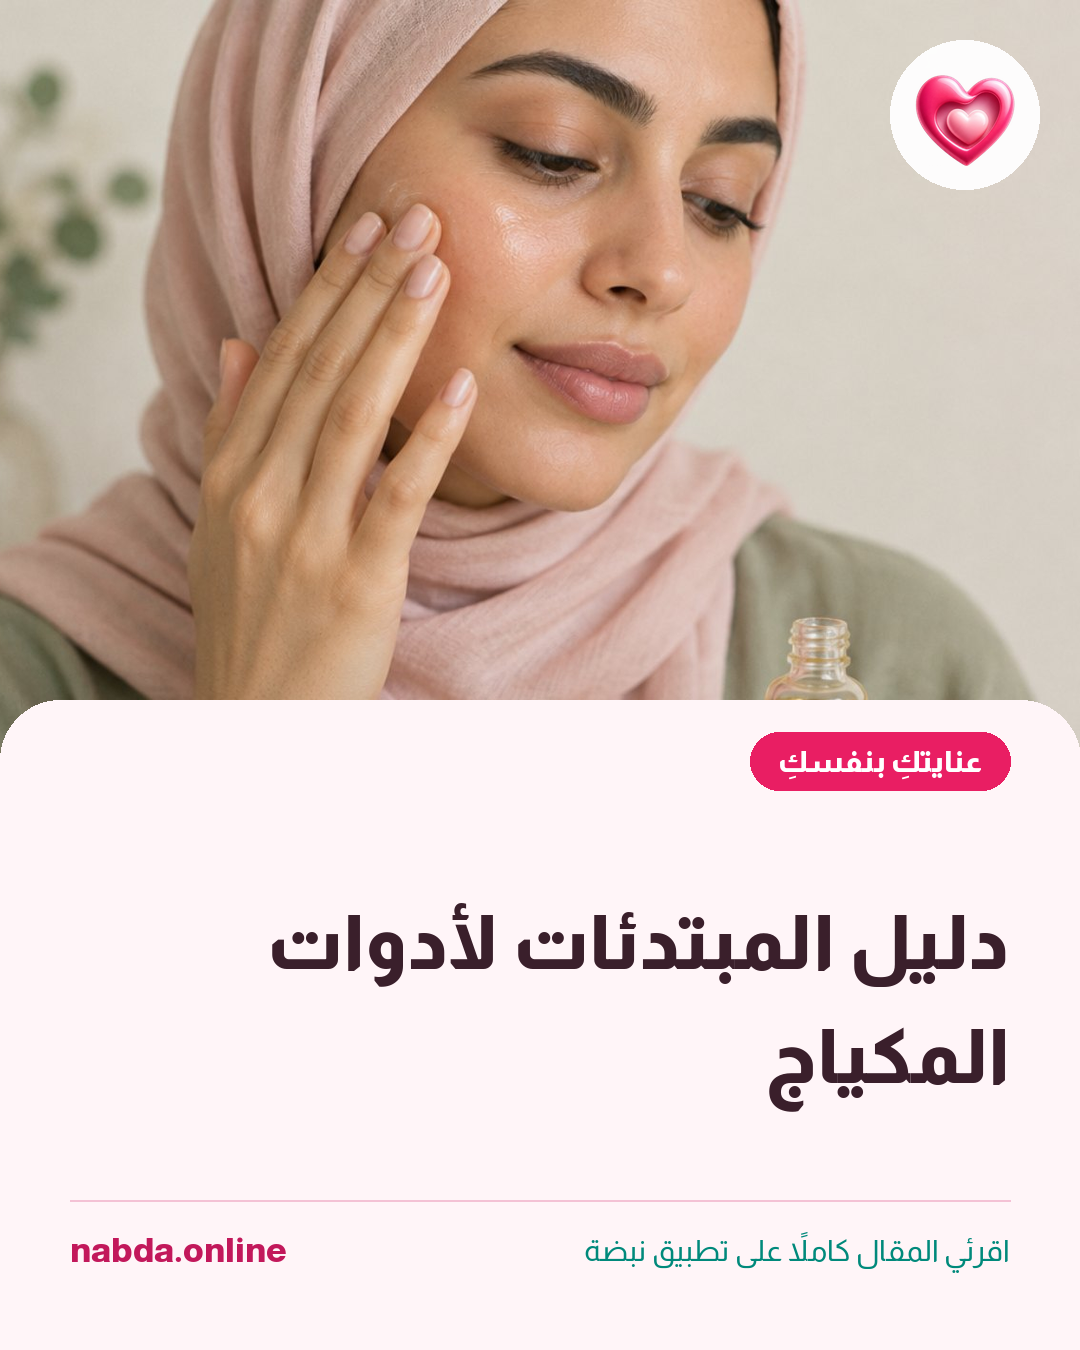 عنايتكِ بنفسكِ
دليل المبتدئات لأدوات
المكياج
اقرئي المقال كاملًا على تطبيق نبضة
nabda.online